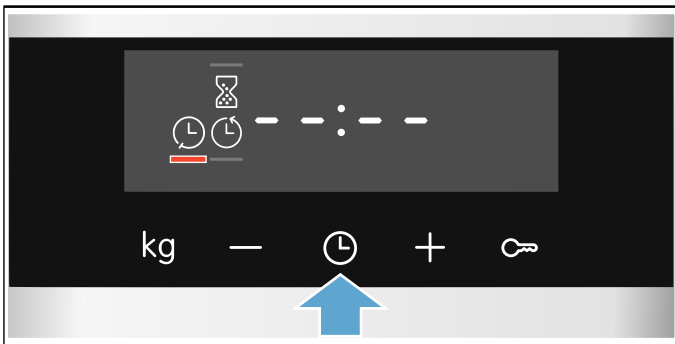 – –:– –
kg